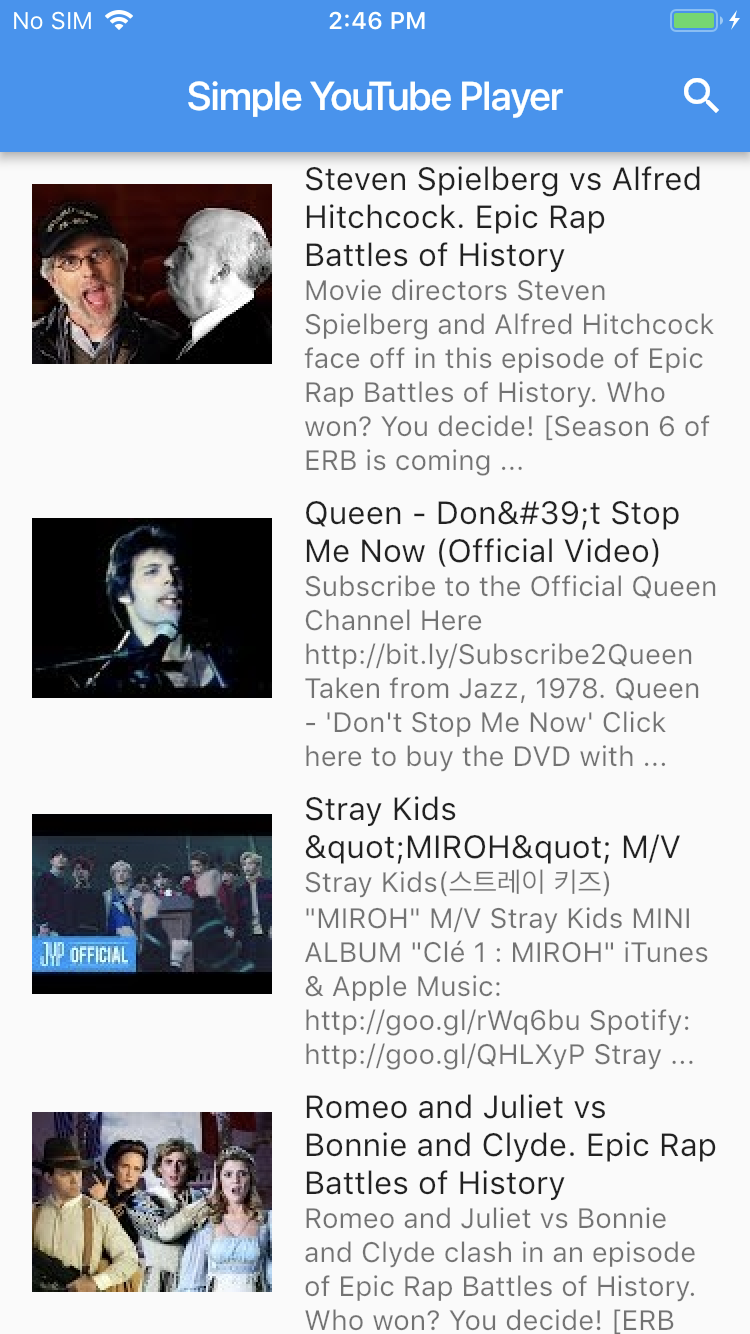 No SIM 2:46 PM
Simple YouTube Player
Steven Spielberg vs Alfred
Hitchcock. Epic Rap
Battles of History
Movie directors Steven
Spielberg and Alfred Hitchcock
face off in this episode of Epic
Rap Battles of History. Who
won? You decide! [Season 6 of
ERB is coming ...
Queen - Don&#39;t Stop
Me Now (Official Video)
Subscribe to the Official Queen
Channel Here
http://bit.ly/Subscribe2Queen
Taken from Jazz, 1978. Queen
- 'Don't Stop Me Now' Click
here to buy the DVD with ...
JYP OFFICIAL
Stray Kids
&quot;MIROH&quot; M/V
Stray Kids(스트레이 키즈)
"MIROH" M/V Stray Kids MINI
ALBUM "Clé 1 : MIROH" iTunes
& Apple Music:
http://goo.gl/rWq6bu Spotify:
http://goo.gl/QHLXyP Stray ...
Romeo and Juliet vs
Bonnie and Clyde. Epic Rap
Battles of History
Romeo and Juliet vs Bonnie
and Clyde clash in an episode
of Epic Rap Battles of History.
Who won? You decide! [ERB